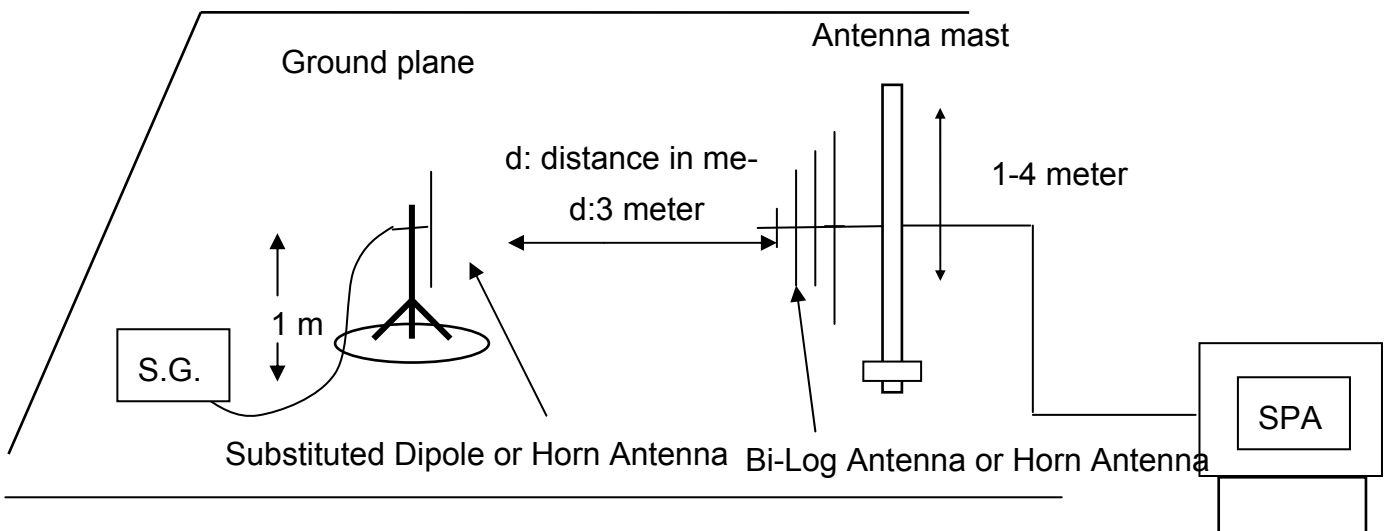 Antenna mast
Ground plane
d: distance in me-
d:3 meter
1-4 meter
1 m
S.G.
SPA
Substituted Dipole or Horn Antenna
Bi-Log Antenna or Horn Antenna